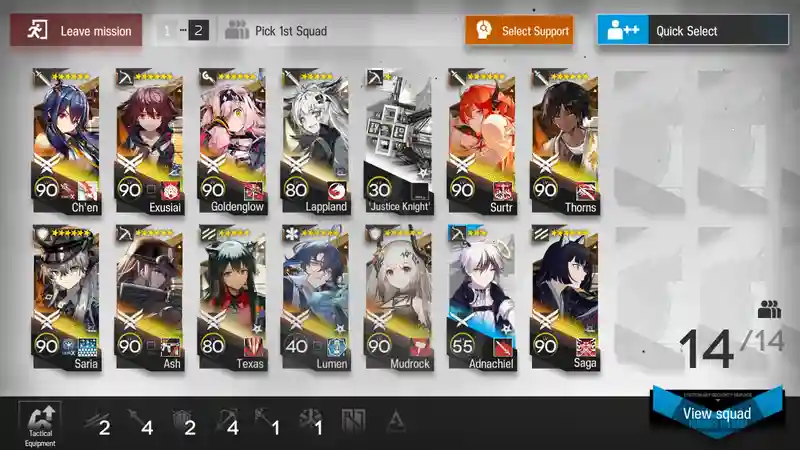 Leave mission
1 2 Pick 1st Squad
Select Support
Quick Select
90 Ch'en
90 Exusiai
90 Goldenglow
80 Lappland
30 'Justice Knight'
90 Surtr
90 Thorns
90 Saria
90 Ash
80 Texas
40 Lumen
90 Mudrock
55 Adnachiel
90 Saga
14/14
Tactical
Equipment
2 4 2 4 1 1
View squad